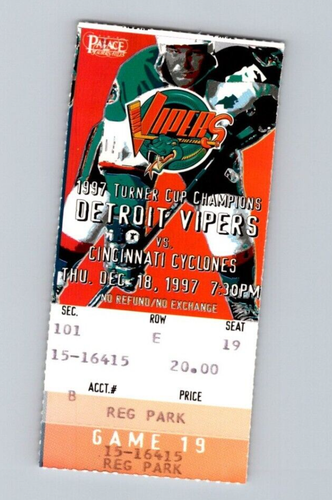 PALACE
VIPERS
1997 TURNER CUP CHAMPIONS
DETROIT VIPERS
VS.
CINCINNATI CYCLONES
THU. DEC. 18, 1997 7:30PM
NO REFUND/NO EXCHANGE
SEC. ROW SEAT
101 E 19
15-16415 20.00
ACCT.# PRICE
B
REG PARK
GAME 19
15-16415
REG PARK